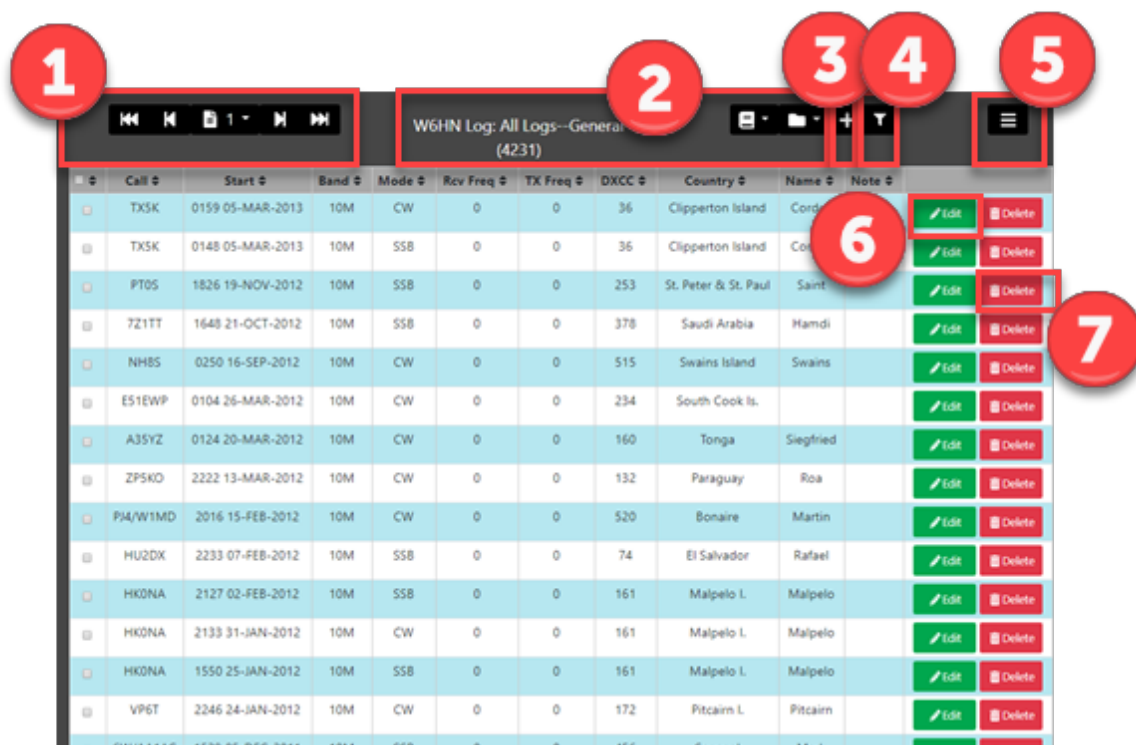 1
2
3
4
5
1
W6HN Log: All Logs--General
(4231)
Call Start Band Mode Rcv Freq TX Freq DXCC Country Name Note
TX5K 0159 05-MAR-2013 10M CW 0 0 36 Clipperton Island Edit Delete
6
TX5K 0148 05-MAR-2013 10M SSB 0 0 36 Clipperton Island Edit Delete
PT0S 1826 19-NOV-2012 10M SSB 0 0 253 St. Peter & St. Paul Saint Edit Delete
7
7Z1TT 1648 21-OCT-2012 10M SSB 0 0 378 Saudi Arabia Hamdi Edit Delete
NH8S 0250 16-SEP-2012 10M CW 0 0 515 Swains Island Swains Edit Delete
E51EWP 0104 26-MAR-2012 10M CW 0 0 234 South Cook Is. Edit Delete
A35YZ 0124 20-MAR-2012 10M CW 0 0 160 Tonga Siegfried Edit Delete
ZP5KO 2222 13-MAR-2012 10M CW 0 0 132 Paraguay Roa Edit Delete
PJ4/W1MD 2016 15-FEB-2012 10M CW 0 0 520 Bonaire Martin Edit Delete
HU2DX 2233 07-FEB-2012 10M SSB 0 0 74 El Salvador Rafael Edit Delete
HK0NA 2127 02-FEB-2012 10M SSB 0 0 161 Malpelo I. Malpelo Edit Delete
HK0NA 2133 31-JAN-2012 10M CW 0 0 161 Malpelo I. Malpelo Edit Delete
HK0NA 1550 25-JAN-2012 10M SSB 0 0 161 Malpelo I. Malpelo Edit Delete
VP6T 2246 24-JAN-2012 10M CW 0 0 172 Pitcairn I. Pitcairn Edit Delete